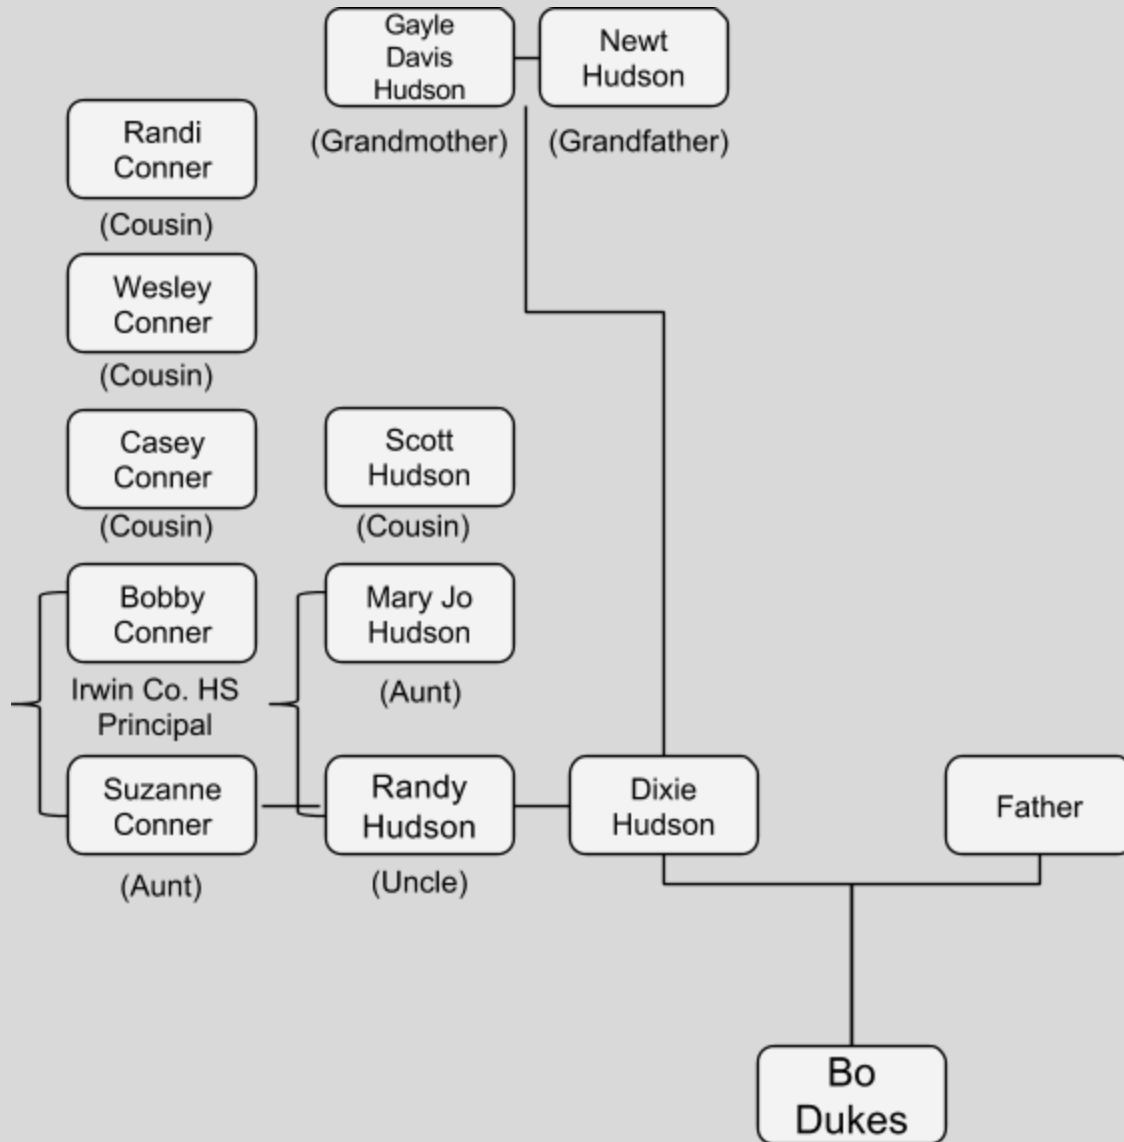 Gayle
Davis
Hudson
Newt
Hudson
(Grandmother)
(Grandfather)
Randi
Conner
(Cousin)
Wesley
Conner
(Cousin)
Casey
Conner
(Cousin)
Scott
Hudson
(Cousin)
Bobby
Conner
Irwin Co. HS
Principal
Mary Jo
Hudson
(Aunt)
Suzanne
Conner
(Aunt)
Randy
Hudson
(Uncle)
Dixie
Hudson
Father
Bo
Dukes